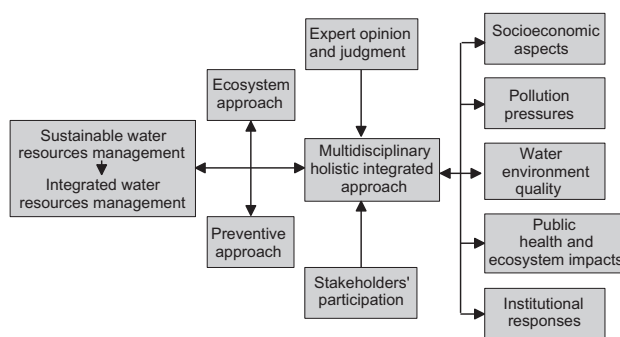 Sustainable water
resources management
Integrated water
resources management
Ecosystem
approach
Preventive
approach
Expert opinion
and judgment
Multidisciplinary
holistic integrated
approach
Stakeholders'
participation
Socioeconomic
aspects
Pollution
pressures
Water
environment
quality
Public
health and
ecosystem impacts
Institutional
responses